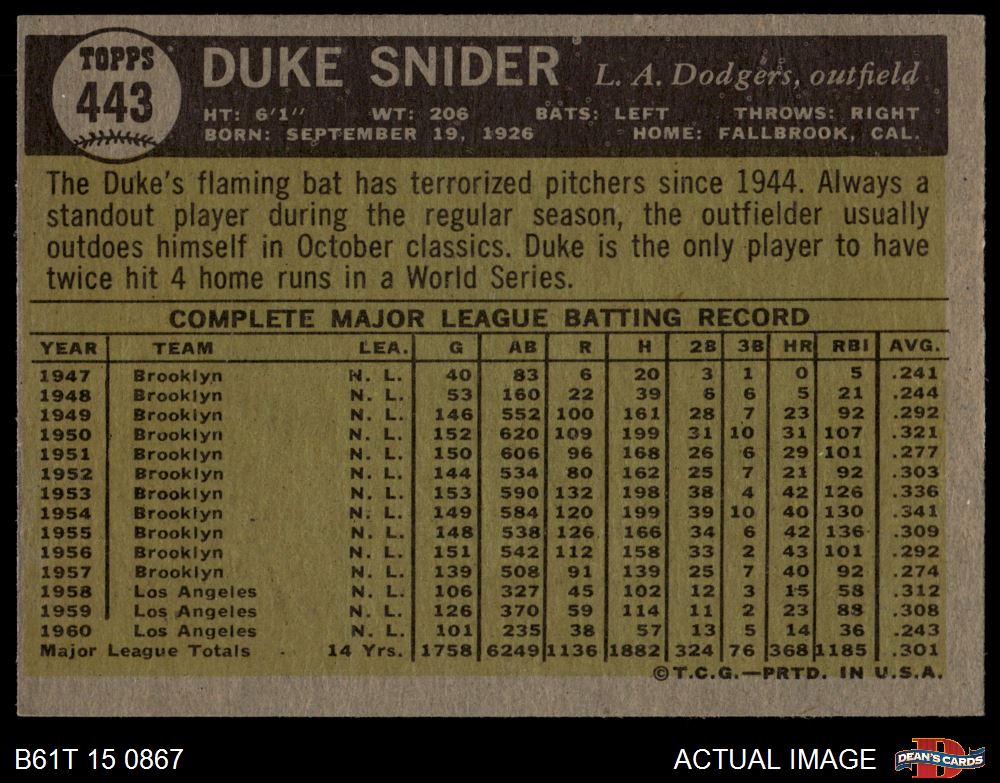 TOPPS
443
DUKE SNIDER L. A. Dodgers, outfield
HT: 6'1" WT: 206 BATS: LEFT THROWS: RIGHT
BORN: SEPTEMBER 19, 1926 HOME: FALLBROOK, CAL.
The Duke's flaming bat has terrorized pitchers since 1944. Always a
standout player during the regular season, the outfielder usually
outdoes himself in October classics. Duke is the only player to have
twice hit 4 home runs in a World Series.
COMPLETE MAJOR LEAGUE BATTING RECORD
YEAR TEAM LEA. G AB R H 2B 3B HR RBI AVG.
1947 Brooklyn N. L. 40 83 6 20 3 1 0 5 .241
1948 Brooklyn N. L. 53 160 22 39 6 6 5 21 .244
1949 Brooklyn N. L. 146 552 100 161 28 7 23 92 .292
1950 Brooklyn N. L. 152 620 109 199 31 10 31 107 .321
1951 Brooklyn N. L. 150 606 96 168 26 6 29 101 .277
1952 Brooklyn N. L. 144 534 80 162 25 7 21 92 .303
1953 Brooklyn N. L. 153 590 132 198 38 4 42 126 .336
1954 Brooklyn N. L. 149 584 120 199 39 10 40 130 .341
1955 Brooklyn N. L. 148 538 126 166 34 6 42 136 .309
1956 Brooklyn N. L. 151 542 112 158 33 2 43 101 .292
1957 Brooklyn N. L. 139 508 91 139 25 7 40 92 .274
1958 Los Angeles N. L. 106 327 45 102 12 3 15 58 .312
1959 Los Angeles N. L. 126 370 59 114 11 2 23 88 .308
1960 Los Angeles N. L. 101 235 38 57 13 5 14 36 .243
Major League Totals 14 Yrs. 1758 6249 1136 1882 324 76 368 1185 .301
© T.C.G.—PRTD. IN U.S.A.
B61T 15 0867 ACTUAL IMAGE DEAN'S CARDS